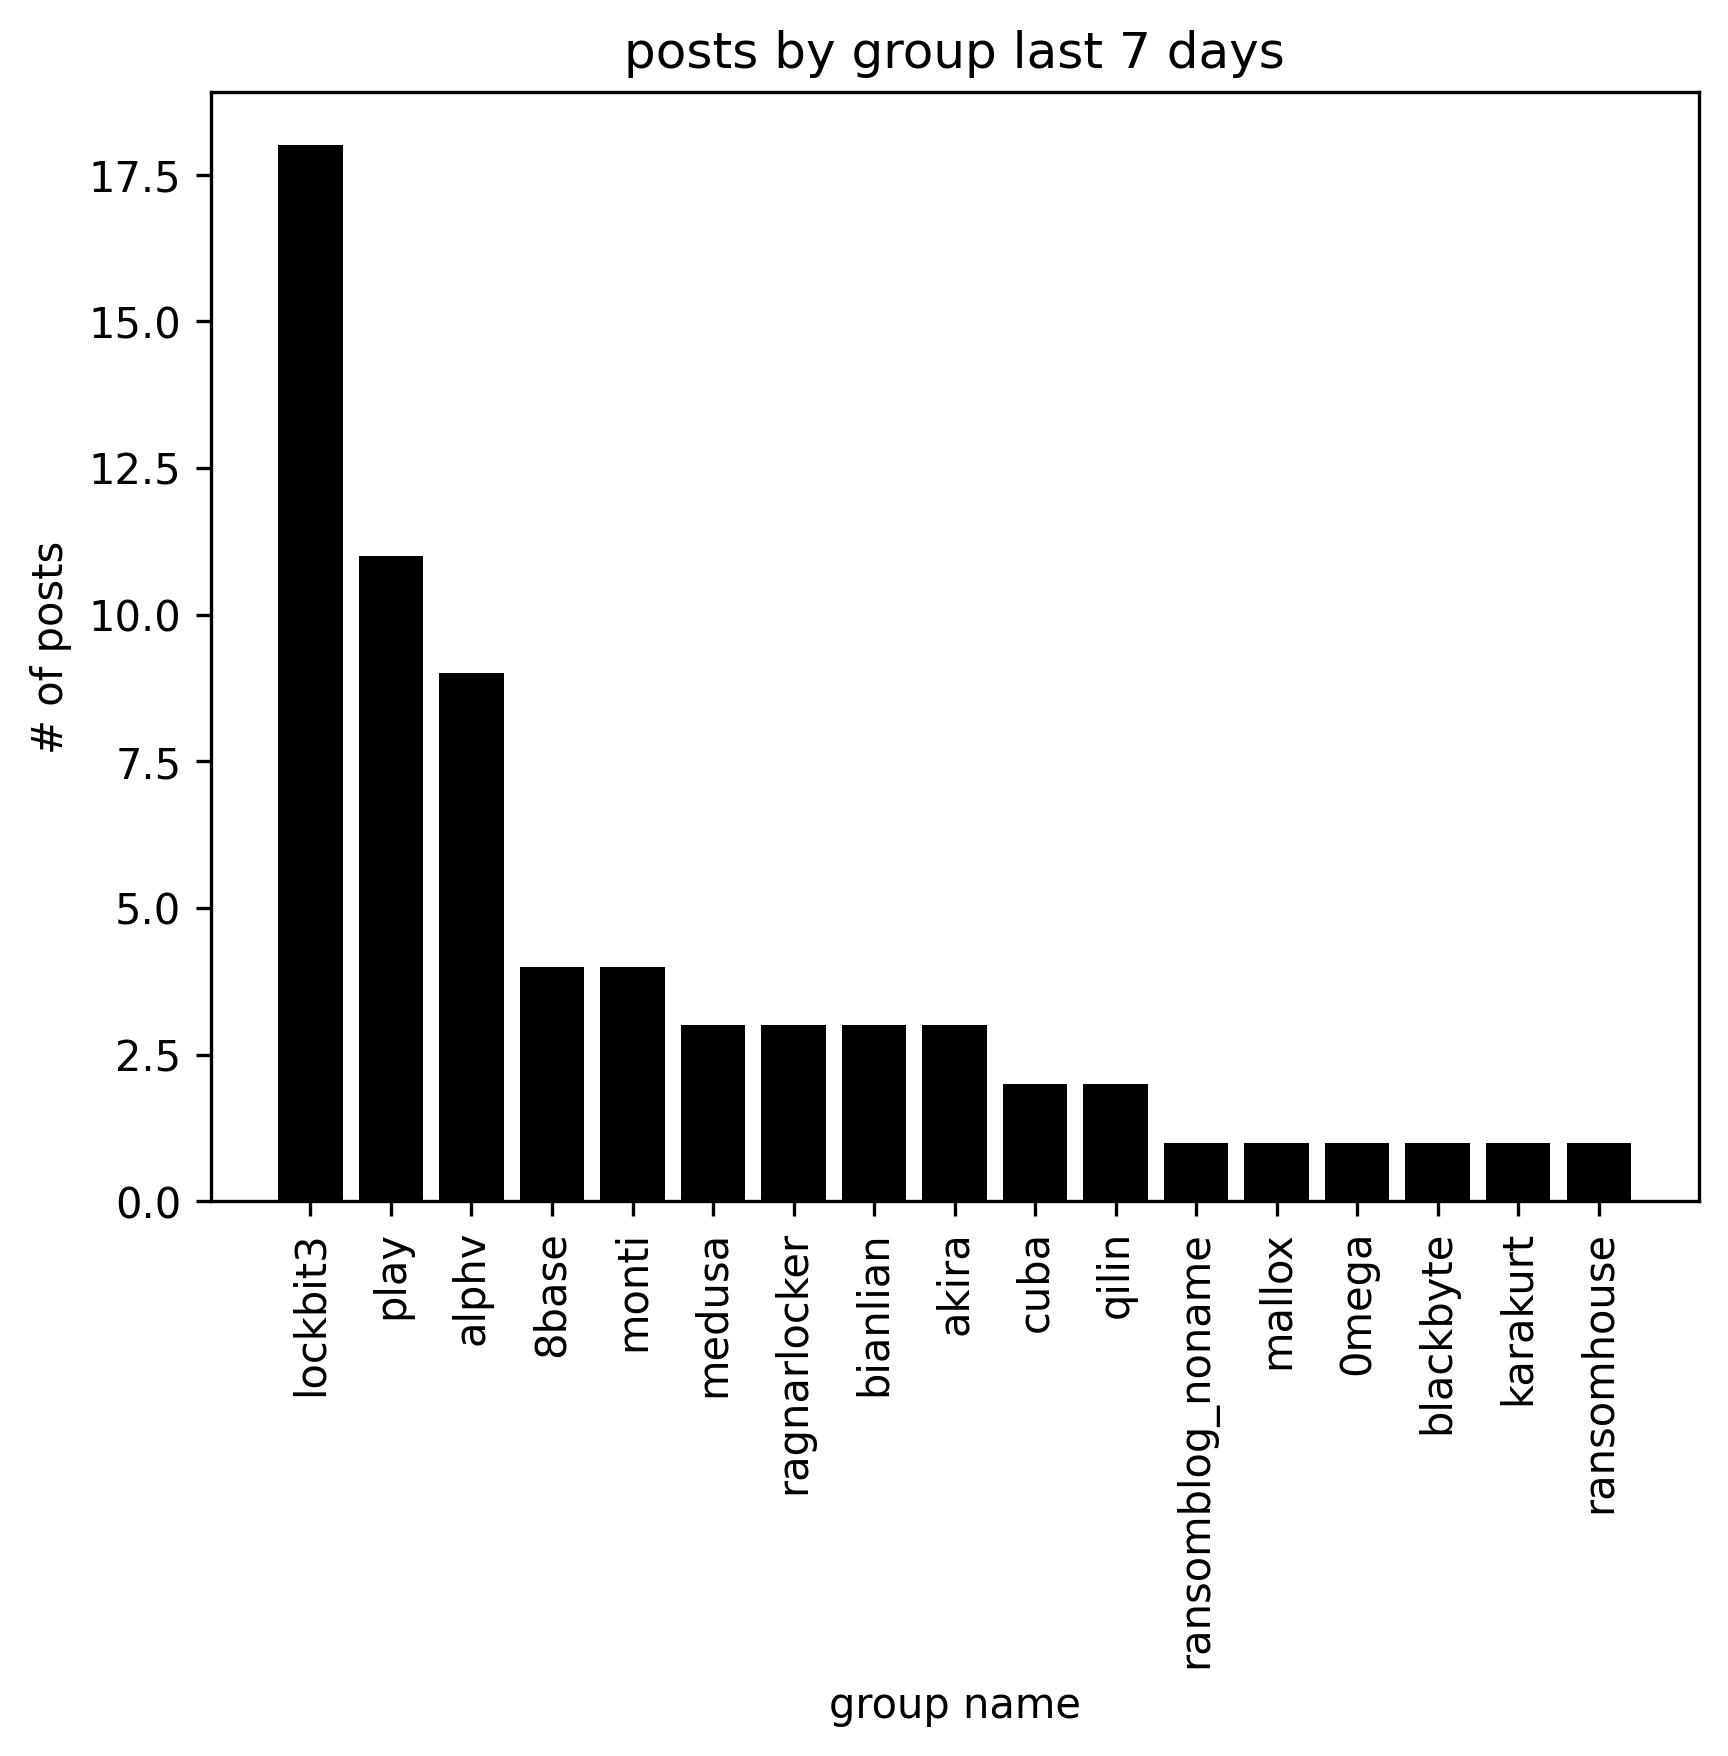 posts by group last 7 days
17.5
15.0
12.5
10.0
7.5
5.0
2.5
0.0
# of posts
lockbit3
play
alphv
8base
monti
medusa
ragnarlocker
bianlian
akira
cuba
qilin
ransomblog_noname
mallox
0mega
blackbyte
karakurt
ransomhouse
group name